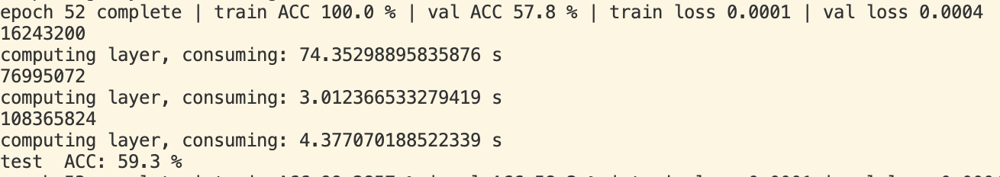 epoch 52 complete | train ACC 100.0 % | val ACC 57.8 % | train loss 0.0001 | val loss 0.0004
16243200
computing layer, consuming: 74.35298895835876 s
76995072
computing layer, consuming: 3.012366533279419 s
108365824
computing layer, consuming: 4.377070188522339 s
test  ACC: 59.3 %